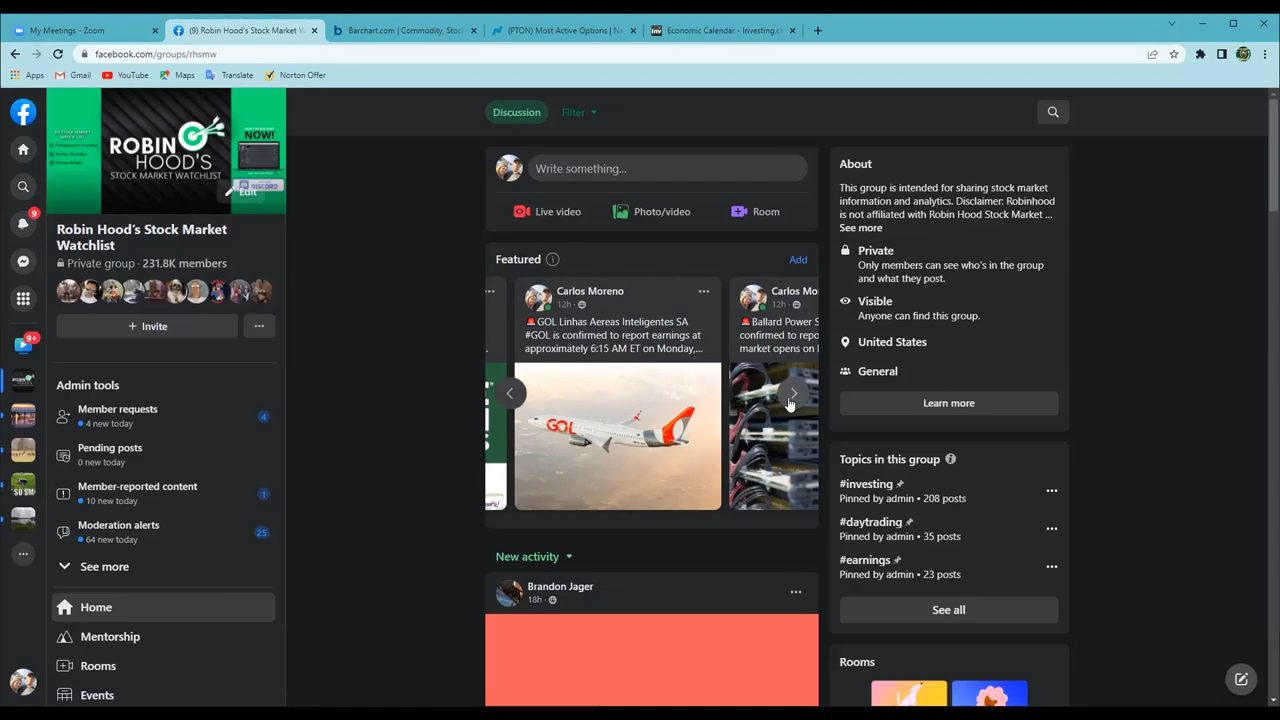 My Meetings - Zoom
(9) Robin Hood's Stock Market W
Barchart.com | Commodity, Stoc
(PTON) Most Active Options | Na
Economic Calendar - Investing.c
facebook.com/groups/rhsmw
Apps
Gmail
YouTube
Maps
Translate
Norton Offer
ROBIN
HOOD'S
STOCK MARKET WATCHLIST
NOW!
DISCORD
Edit
Robin Hood's Stock Market
Watchlist
Private group · 231.8K members
+ Invite
Admin tools
Member requests
4 new today
4
Pending posts
0 new today
Member-reported content
10 new today
1
Moderation alerts
64 new today
25
See more
Home
Mentorship
Rooms
Events
9
9+
Discussion
Filter
Write something...
Live video
Photo/video
Room
Featured
Add
Carlos Moreno
12h
🚨GOL Linhas Aereas Inteligentes SA
#GOL is confirmed to report earnings at
approximately 6:15 AM ET on Monday,...
GOL
Carlos Mo
12h
🚨Ballard Power S
confirmed to repor
market opens on
New activity
Brandon Jager
18h
About
This group is intended for sharing stock market
information and analytics. Disclaimer: Robinhood
is not affiliated with Robin Hood Stock Market ...
See more
Private
Only members can see who's in the group
and what they post.
Visible
Anyone can find this group.
United States
General
Learn more
Topics in this group
#investing
Pinned by admin • 208 posts
#daytrading
Pinned by admin • 35 posts
#earnings
Pinned by admin • 23 posts
See all
Rooms